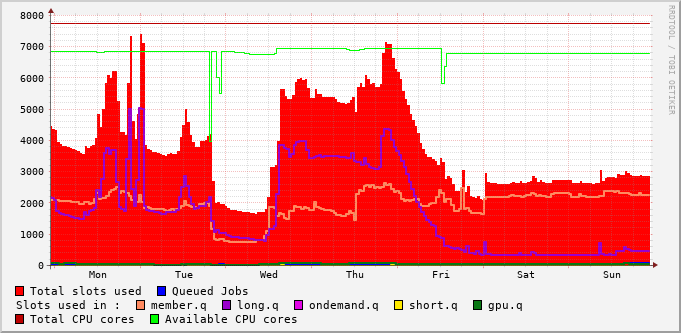 8000
7000
6000
5000
4000
3000
2000
1000
0
Mon Tue Wed Thu Fri Sat Sun
RRDTOOL / TOBI OETIKER
Total slots used Queued Jobs
Slots used in : member.q long.q ondemand.q short.q gpu.q
Total CPU cores Available CPU cores